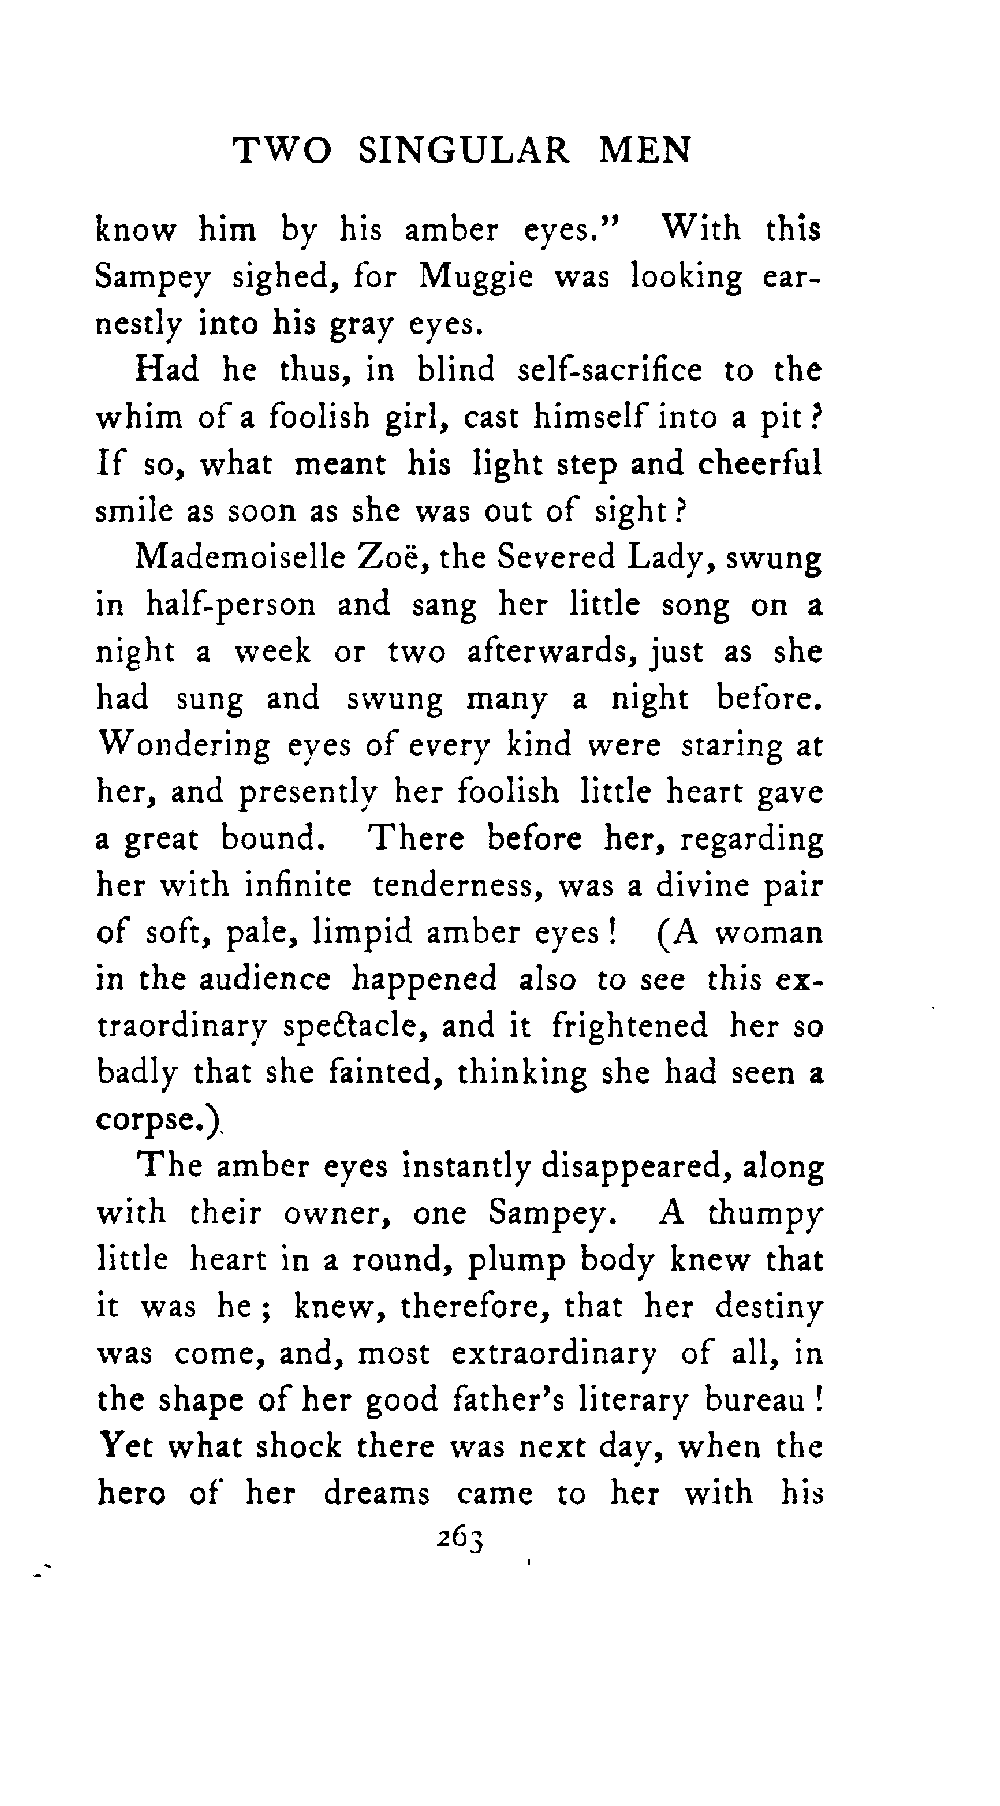 TWO SINGULAR MEN
know him by his amber eyes.” With this
Sampey sighed, for Muggie was looking ear-
nestly into his gray eyes.
Had he thus, in blind self-sacrifice to the
whim of a foolish girl, cast himself into a pit ?
If so, what meant his light step and cheerful
smile as soon as she was out of sight ?
Mademoiselle Zoë, the Severed Lady, swung
in half-person and sang her little song on a
night a week or two afterwards, just as she
had sung and swung many a night before.
Wondering eyes of every kind were staring at
her, and presently her foolish little heart gave
a great bound. There before her, regarding
her with infinite tenderness, was a divine pair
of soft, pale, limpid amber eyes ! (A woman
in the audience happened also to see this ex-
traordinary spectacle, and it frightened her so
badly that she fainted, thinking she had seen a
corpse.)
The amber eyes instantly disappeared, along
with their owner, one Sampey. A thumpy
little heart in a round, plump body knew that
it was he ; knew, therefore, that her destiny
was come, and, most extraordinary of all, in
the shape of her good father’s literary bureau !
Yet what shock there was next day, when the
hero of her dreams came to her with his
263